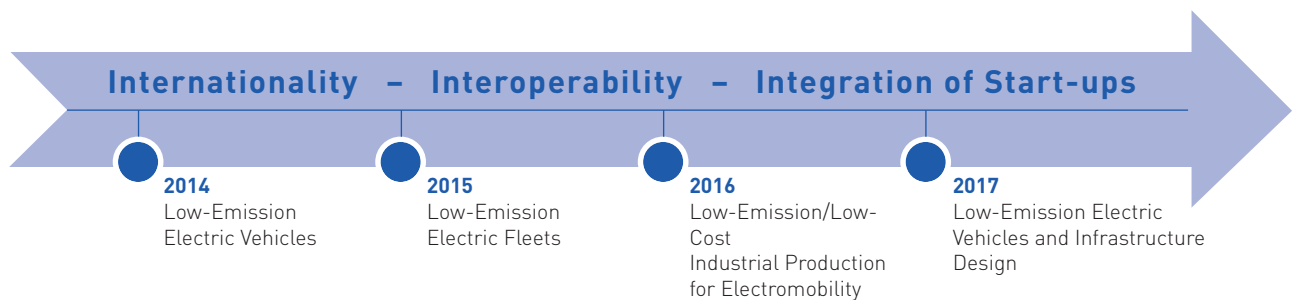 Internationality – Interoperability – Integration of Start-ups
2014
Low-Emission
Electric Vehicles
2015
Low-Emission
Electric Fleets
2016
Low-Emission/Low-
Cost
Industrial Production
for Electromobility
2017
Low-Emission Electric
Vehicles and Infrastructure
Design